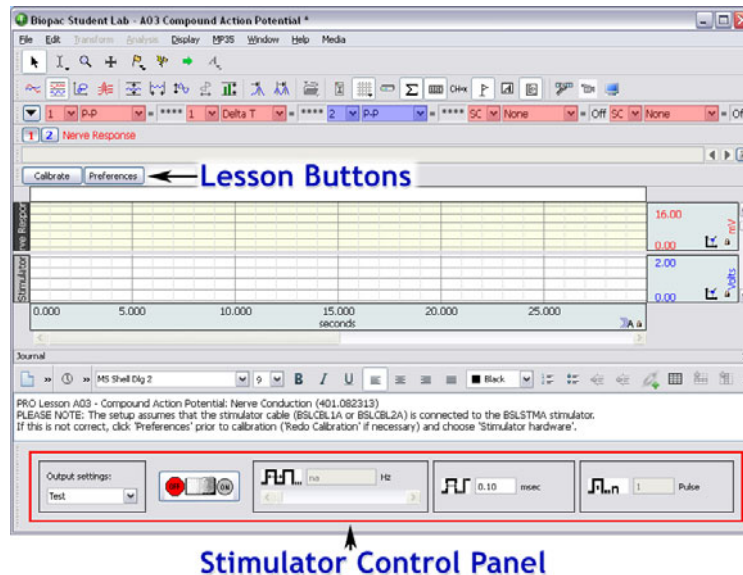 Biopac Student Lab - A03 Compound Action Potential *
File Edit Transform Analysis Display MP35 Window Help Media
1 P-P = **** 1 Delta T = **** 2 P-P = **** SC None = Off SC None = Of
1 2 Nerve Response
Calibrate Preferences Lesson Buttons
ve Respor
16.00
mV
0.00
Stimulator
2.00
Volts
0.00
0.000 5.000 10.000 15.000 20.000 25.000
seconds
Journal
MS Shell Dlg 2 9 B I U Black
PRO Lesson A03 - Compound Action Potential: Nerve Conduction (401.082313)
PLEASE NOTE: The setup assumes that the stimulator cable (BSLCBL1A or BSLCBL2A) is connected to the BSLSTMA stimulator.
If this is not correct, click 'Preferences' prior to calibration ('Redo Calibration' if necessary) and choose 'Stimulator hardware'.
Output settings:
Test
OFF ON
Hz
0.10 msec
n 1 Pulse
Stimulator Control Panel